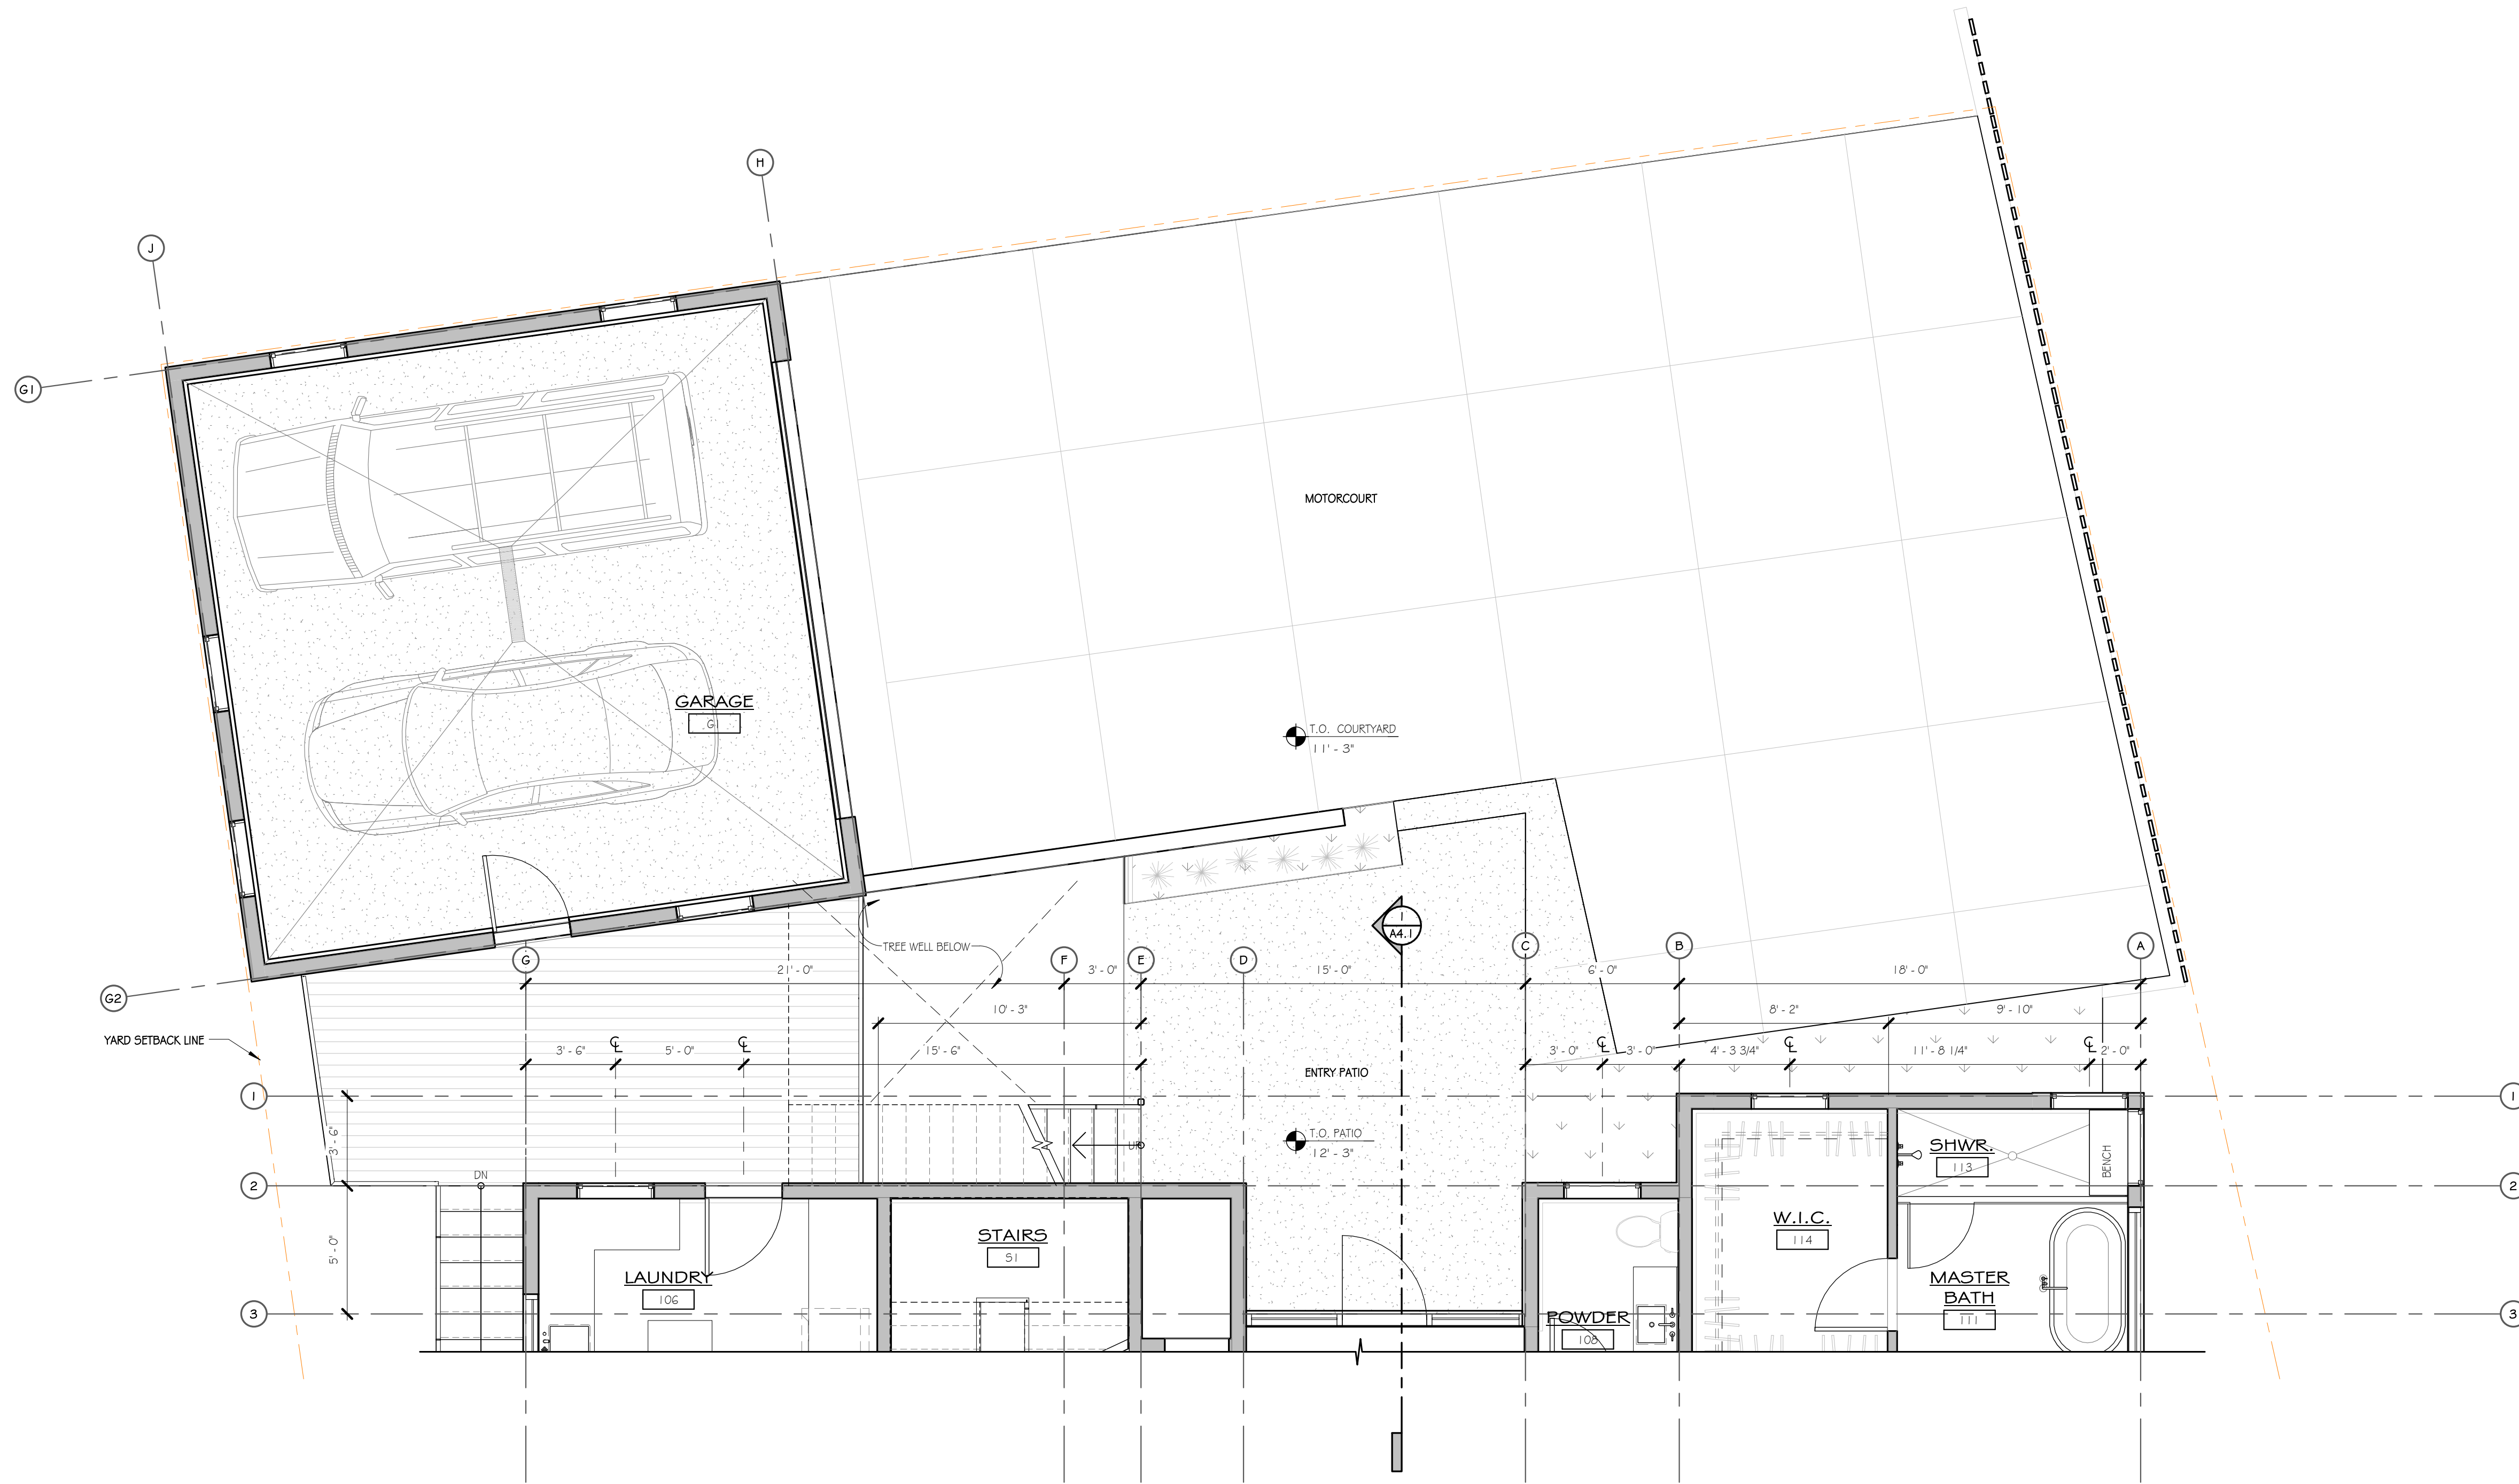 H
J
G1
MOTORCOURT
GARAGE
G1
T.O. COURTYARD
11' - 3"
1
A4.1
TREE WELL BELOW
G
F
E
D
C
B
A
21' - 0"
3' - 0"
15' - 0"
6' - 0"
18' - 0"
G2
10' - 3"
8' - 2"
9' - 10"
YARD SETBACK LINE
3' - 6"
5' - 0"
15' - 6"
3' - 0"
3' - 0"
4' - 3 3/4"
11' - 8 1/4"
2' - 0"
ENTRY PATIO
1
1
3' - 6"
T.O. PATIO
12' - 3"
UP
SHWR.
113
BENCH
DN
2
2
W.I.C.
114
STAIRS
S1
5' - 0"
LAUNDRY
106
MASTER
BATH
111
3
3
POWDER
108